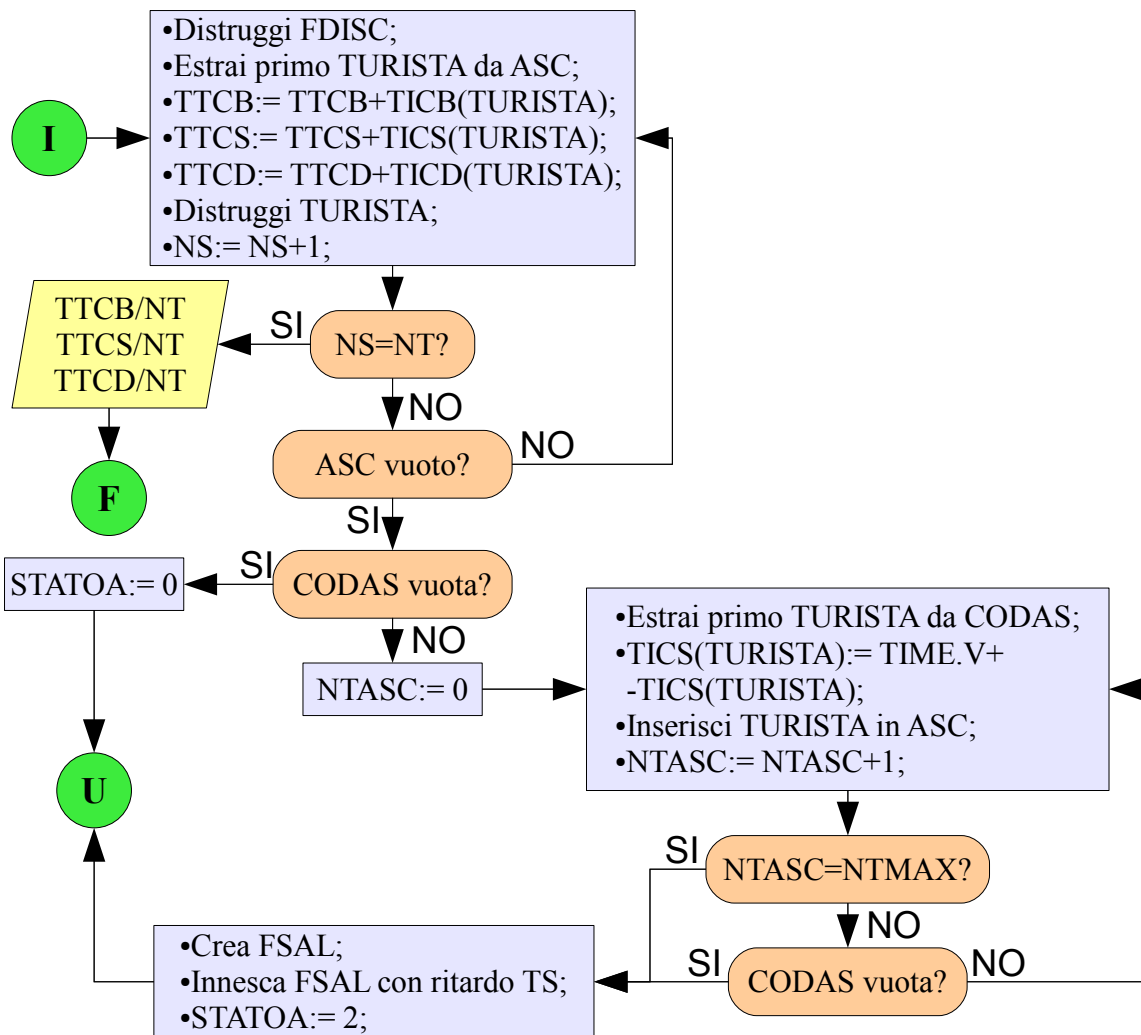 •Distruggi FDISC;
•Estrai primo TURISTA da ASC;
•TTCB:= TTCB+TICB(TURISTA);
•TTCS:= TTCS+TICS(TURISTA);
•TTCD:= TTCD+TICD(TURISTA);
•Distruggi TURISTA;
•NS:= NS+1;
I
TTCB/NT
TTCS/NT
TTCD/NT
SI
NS=NT?
NO
ASC vuoto?
NO
F
SI
STATOA:= 0
SI
CODAS vuota?
NO
NTASC:= 0
•Estrai primo TURISTA da CODAS;
•TICS(TURISTA):= TIME.V+
-TICS(TURISTA);
•Inserisci TURISTA in ASC;
•NTASC:= NTASC+1;
U
SI
NTASC=NTMAX?
NO
•Crea FSAL;
•Innesca FSAL con ritardo TS;
•STATOA:= 2;
SI
CODAS vuota?
NO